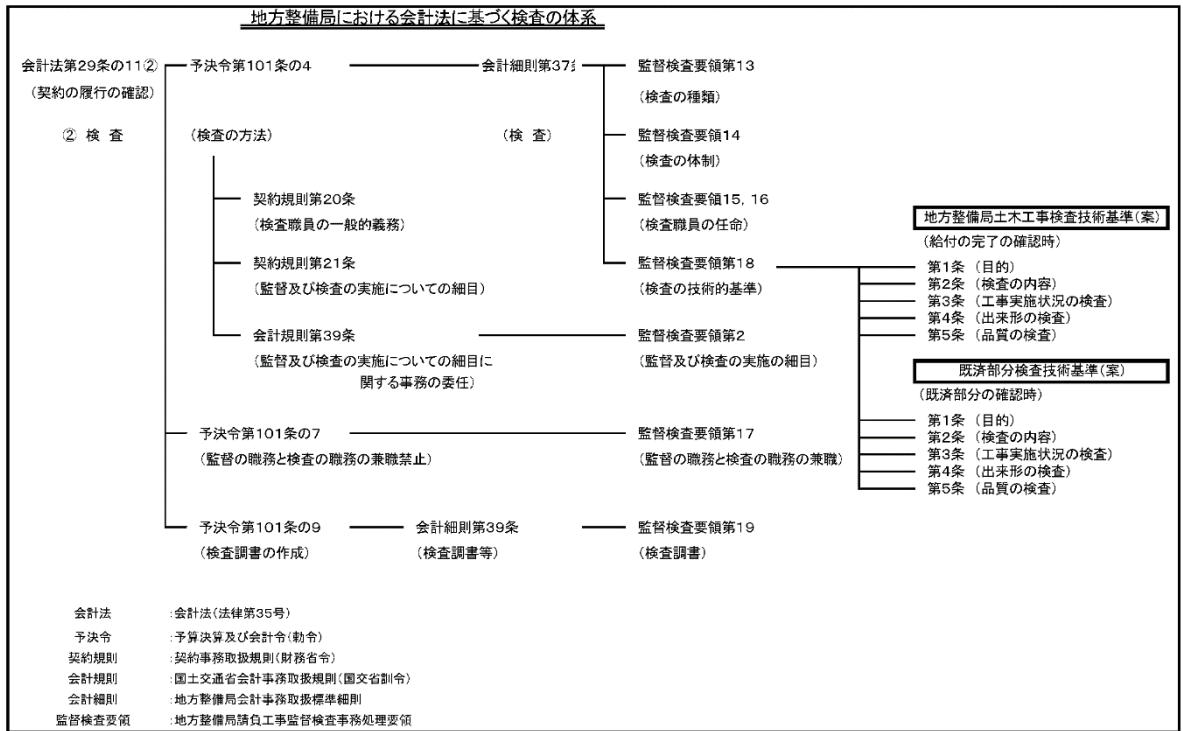 地方整備局における会計法に基づく検査の体系
会計法第29条の11② 予決令第101条の4 会計細則第37条 監督検査要領第13
(契約の履行の確認) (検査の種類)
② 検 査 (検査の方法) (検 査) 監督検査要領14
(検査の体制)
契約規則第20条 監督検査要領15, 16
(検査職員の一般的義務) (検査職員の任命)
地方整備局土木工事検査技術基準(案)
(給付の完了の確認時)
契約規則第21条 監督検査要領第18 第1条 (目的)
(監督及び検査の実施についての細目) (検査の技術的基準) 第2条 (検査の内容)
第3条 (工事実施状況の検査)
第4条 (出来形の検査)
会計規則第39条 監督検査要領第2 第5条 (品質の検査)
(監督及び検査の実施についての細目に (監督及び検査の実施の細目)
関する事務の委任)
既済部分検査技術基準(案)
(既済部分の確認時)
第1条 (目的)
予決令第101条の7 監督検査要領第17 第2条 (検査の内容)
(監督の職務と検査の職務の兼職禁止) (監督の職務と検査の職務の兼職) 第3条 (工事実施状況の検査)
第4条 (出来形の検査)
第5条 (品質の検査)
予決令第101条の9 会計細則第39条 監督検査要領第19
(検査調書の作成) (検査調書等) (検査調書)
会計法 :会計法(法律第35号)
予決令 :予算決算及び会計令(勅令)
契約規則 :契約事務取扱規則(財務省令)
会計規則 :国土交通省会計事務取扱規則(国交省訓令)
会計細則 :地方整備局会計事務取扱標準細則
監督検査要領 :地方整備局請負工事監督検査事務処理要領